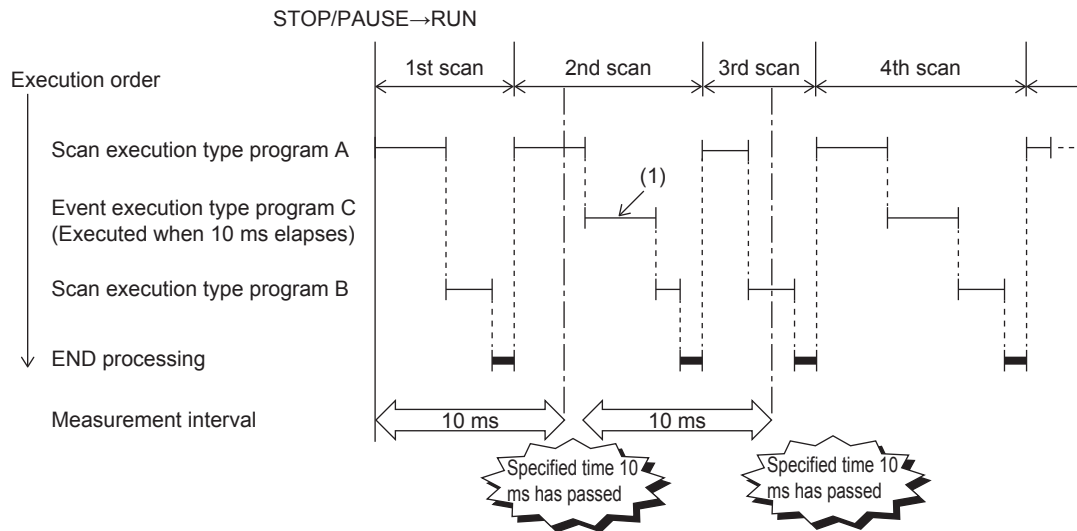 STOP/PAUSE→RUN
1st scan
2nd scan
3rd scan
4th scan
Execution order
Scan execution type program A
(1)
Event execution type program C
(Executed when 10 ms elapses)
Scan execution type program B
END processing
Measurement interval
10 ms
10 ms
Specified time 10
ms has passed
Specified time 10
ms has passed